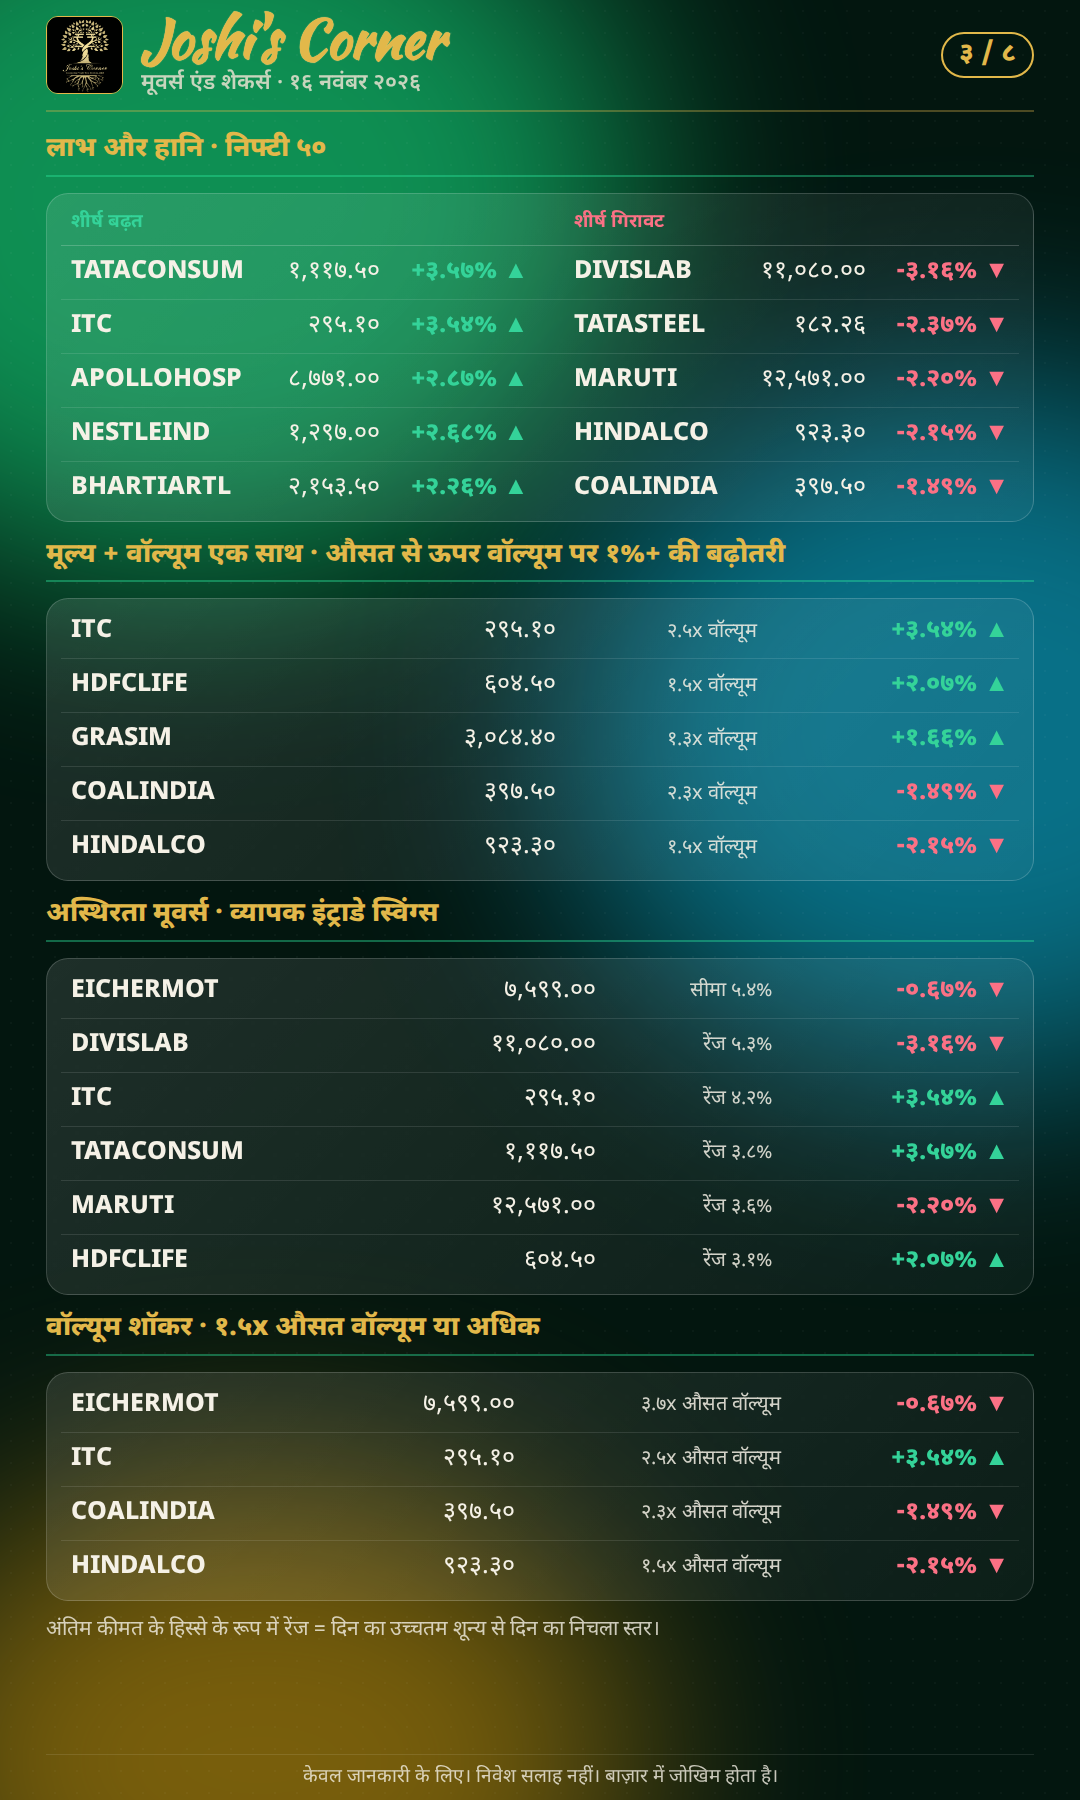 Joshi's Corner
मूवर्स एंड शेकर्स · १६ नवंबर २०२६
३ / ८
लाभ और हानि · निफ्टी ५०
शीर्ष बढ़त
शीर्ष गिरावट
TATACONSUM १,११७.५० +३.५७% ▲ DIVISLAB ११,०८०.०० -३.१६% ▼
ITC २९५.१० +३.५४% ▲ TATASTEEL १८२.२६ -२.३७% ▼
APOLLOHOSP ८,७७१.०० +२.८७% ▲ MARUTI १२,५७१.०० -२.२०% ▼
NESTLEIND १,२९७.०० +२.६८% ▲ HINDALCO ९२३.३० -२.१५% ▼
BHARTIARTL २,१५३.५० +२.२६% ▲ COALINDIA ३९७.५० -१.४९% ▼
मूल्य + वॉल्यूम एक साथ · औसत से ऊपर वॉल्यूम पर १%+ की बढ़ोतरी
ITC २९५.१० २.५x वॉल्यूम +३.५४% ▲
HDFCLIFE ६०४.५० १.५x वॉल्यूम +२.०७% ▲
GRASIM ३,०८४.४० १.३x वॉल्यूम +१.६६% ▲
COALINDIA ३९७.५० २.३x वॉल्यूम -१.४९% ▼
HINDALCO ९२३.३० १.५x वॉल्यूम -२.१५% ▼
अस्थिरता मूवर्स · व्यापक इंट्राडे स्विंग्स
EICHERMOT ७,५९९.०० सीमा ५.४% -०.६७% ▼
DIVISLAB ११,०८०.०० रेंज ५.३% -३.१६% ▼
ITC २९५.१० रेंज ४.२% +३.५४% ▲
TATACONSUM १,११७.५० रेंज ३.८% +३.५७% ▲
MARUTI १२,५७१.०० रेंज ३.६% -२.२०% ▼
HDFCLIFE ६०४.५० रेंज ३.१% +२.०७% ▲
वॉल्यूम शॉकर · १.५x औसत वॉल्यूम या अधिक
EICHERMOT ७,५९९.०० ३.७x औसत वॉल्यूम -०.६७% ▼
ITC २९५.१० २.५x औसत वॉल्यूम +३.५४% ▲
COALINDIA ३९७.५० २.३x औसत वॉल्यूम -१.४९% ▼
HINDALCO ९२३.३० १.५x औसत वॉल्यूम -२.१५% ▼
अंतिम कीमत के हिस्से के रूप में रेंज = दिन का उच्चतम शून्य से दिन का निचला स्तर।
केवल जानकारी के लिए। निवेश सलाह नहीं। बाज़ार में जोखिम होता है।